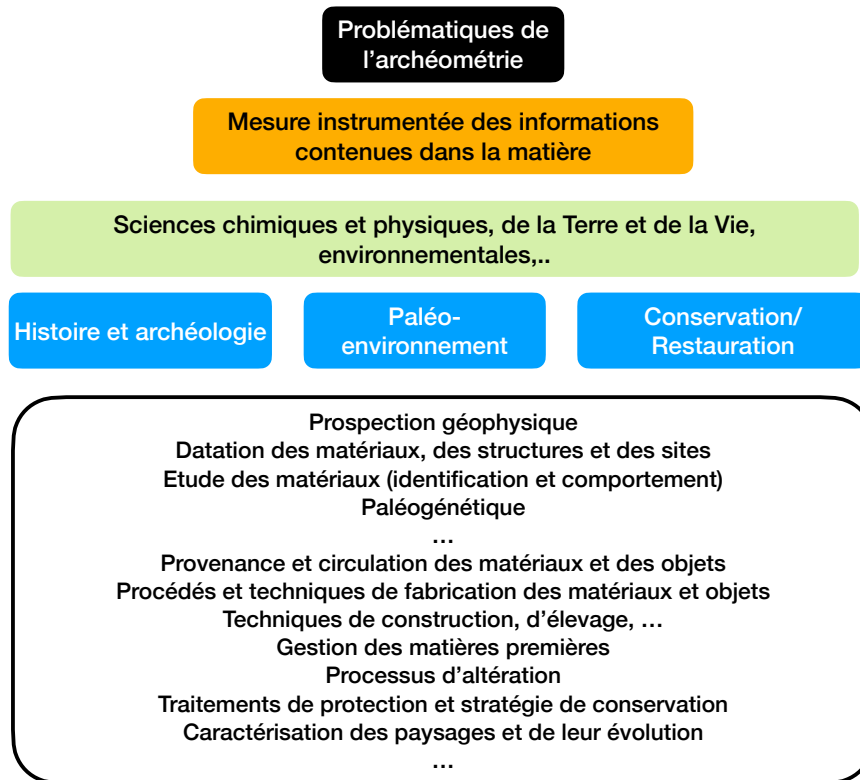 Problématiques de
l'archéométrie
Mesure instrumentée des informations
contenues dans la matière
Sciences chimiques et physiques, de la Terre et de la Vie,
environnementales,..
Histoire et archéologie
Paléo-
environnement
Conservation/
Restauration
Prospection géophysique
Datation des matériaux, des structures et des sites
Etude des matériaux (identification et comportement)
Paléogénétique
…
Provenance et circulation des matériaux et des objets
Procédés et techniques de fabrication des matériaux et objets
Techniques de construction, d'élevage, …
Gestion des matières premières
Processus d'altération
Traitements de protection et stratégie de conservation
Caractérisation des paysages et de leur évolution
…